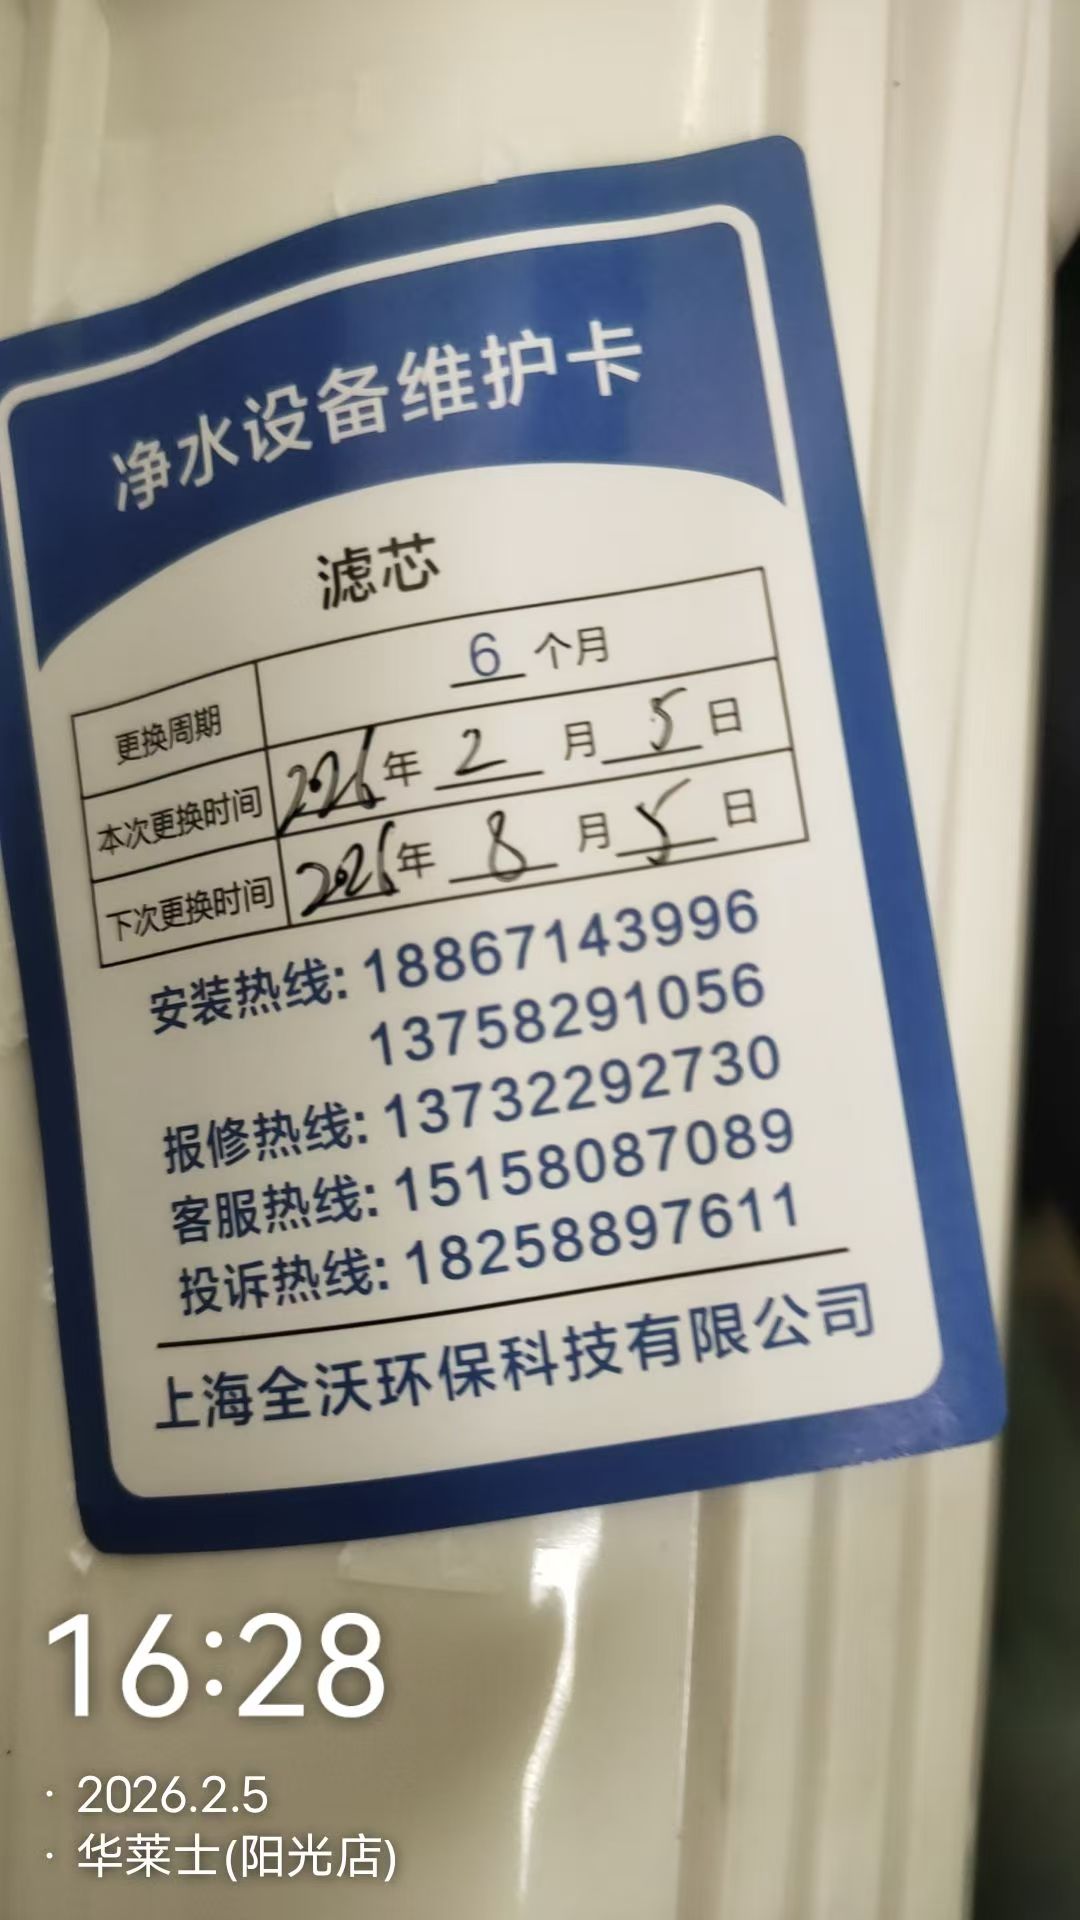 净水设备维护卡
滤芯
更换周期 6 个月
本次更换时间 2026年 2 月 5 日
下次更换时间 2026年 8 月 5 日
安装热线: 18867143996
13758291056
报修热线: 13732292730
客服热线: 15158087089
投诉热线: 18258897611
上海全沃环保科技有限公司
16:28
· 2026.2.5
· 华莱士(阳光店)